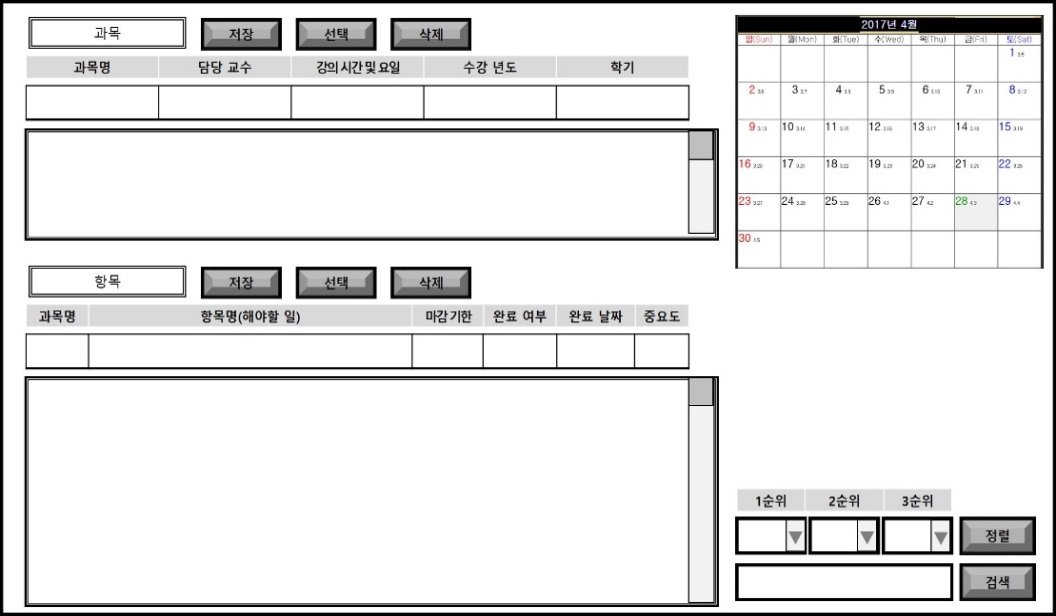 과목 저장 선택 삭제
과목명 담당 교수 강의 시간 및 요일 수강 년도 학기
항목 저장 선택 삭제
과목명 항목명(해야할 일) 마감 기한 완료 여부 완료 날짜 중요도
2017년 4월
일(Sun) 월(Mon) 화(Tue) 수(Wed) 목(Thu) 금(Fri) 토(Sat)
1
2 3 4 5 6 7 8
9 10 11 12 13 14 15
16 17 18 19 20 21 22
23 24 25 26 27 28 29
30
1순위 2순위 3순위
정렬
검색